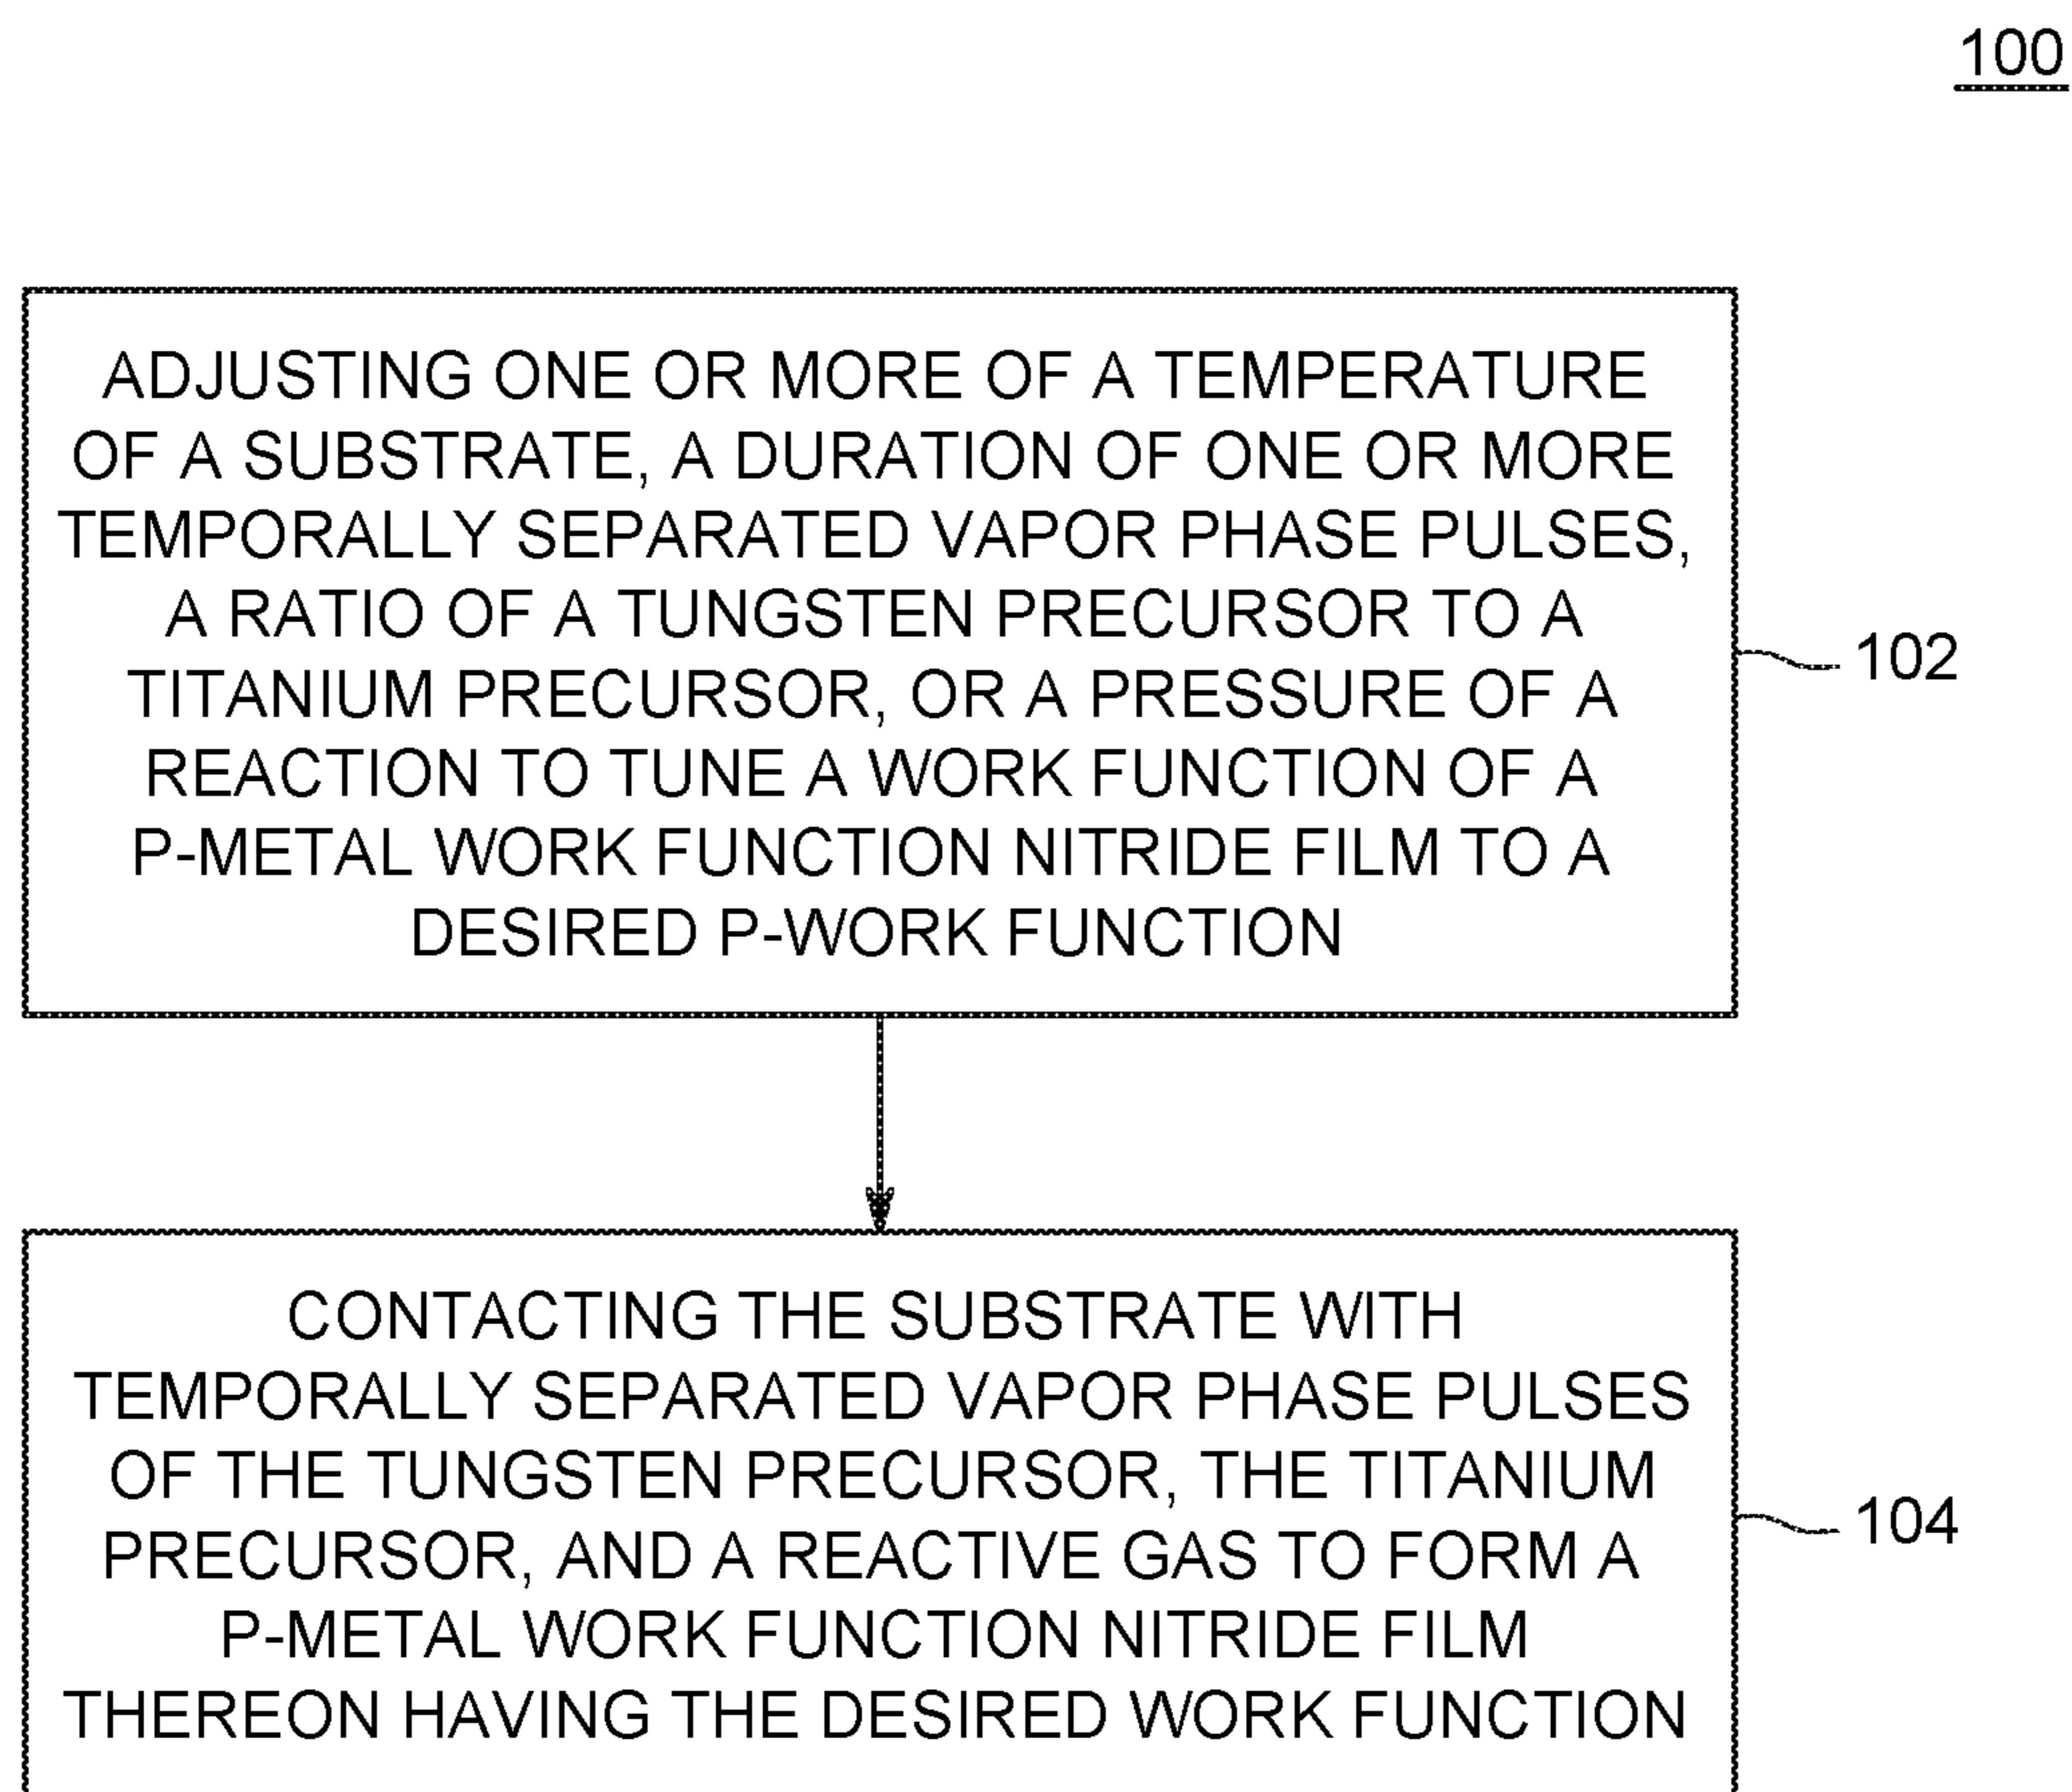 100
ADJUSTING ONE OR MORE OF A TEMPERATURE
OF A SUBSTRATE, A DURATION OF ONE OR MORE
TEMPORALLY SEPARATED VAPOR PHASE PULSES,
A RATIO OF A TUNGSTEN PRECURSOR TO A
TITANIUM PRECURSOR, OR A PRESSURE OF A
REACTION TO TUNE A WORK FUNCTION OF A
P-METAL WORK FUNCTION NITRIDE FILM TO A
DESIRED P-WORK FUNCTION
102
CONTACTING THE SUBSTRATE WITH
TEMPORALLY SEPARATED VAPOR PHASE PULSES
OF THE TUNGSTEN PRECURSOR, THE TITANIUM
PRECURSOR, AND A REACTIVE GAS TO FORM A
P-METAL WORK FUNCTION NITRIDE FILM
THEREON HAVING THE DESIRED WORK FUNCTION
104